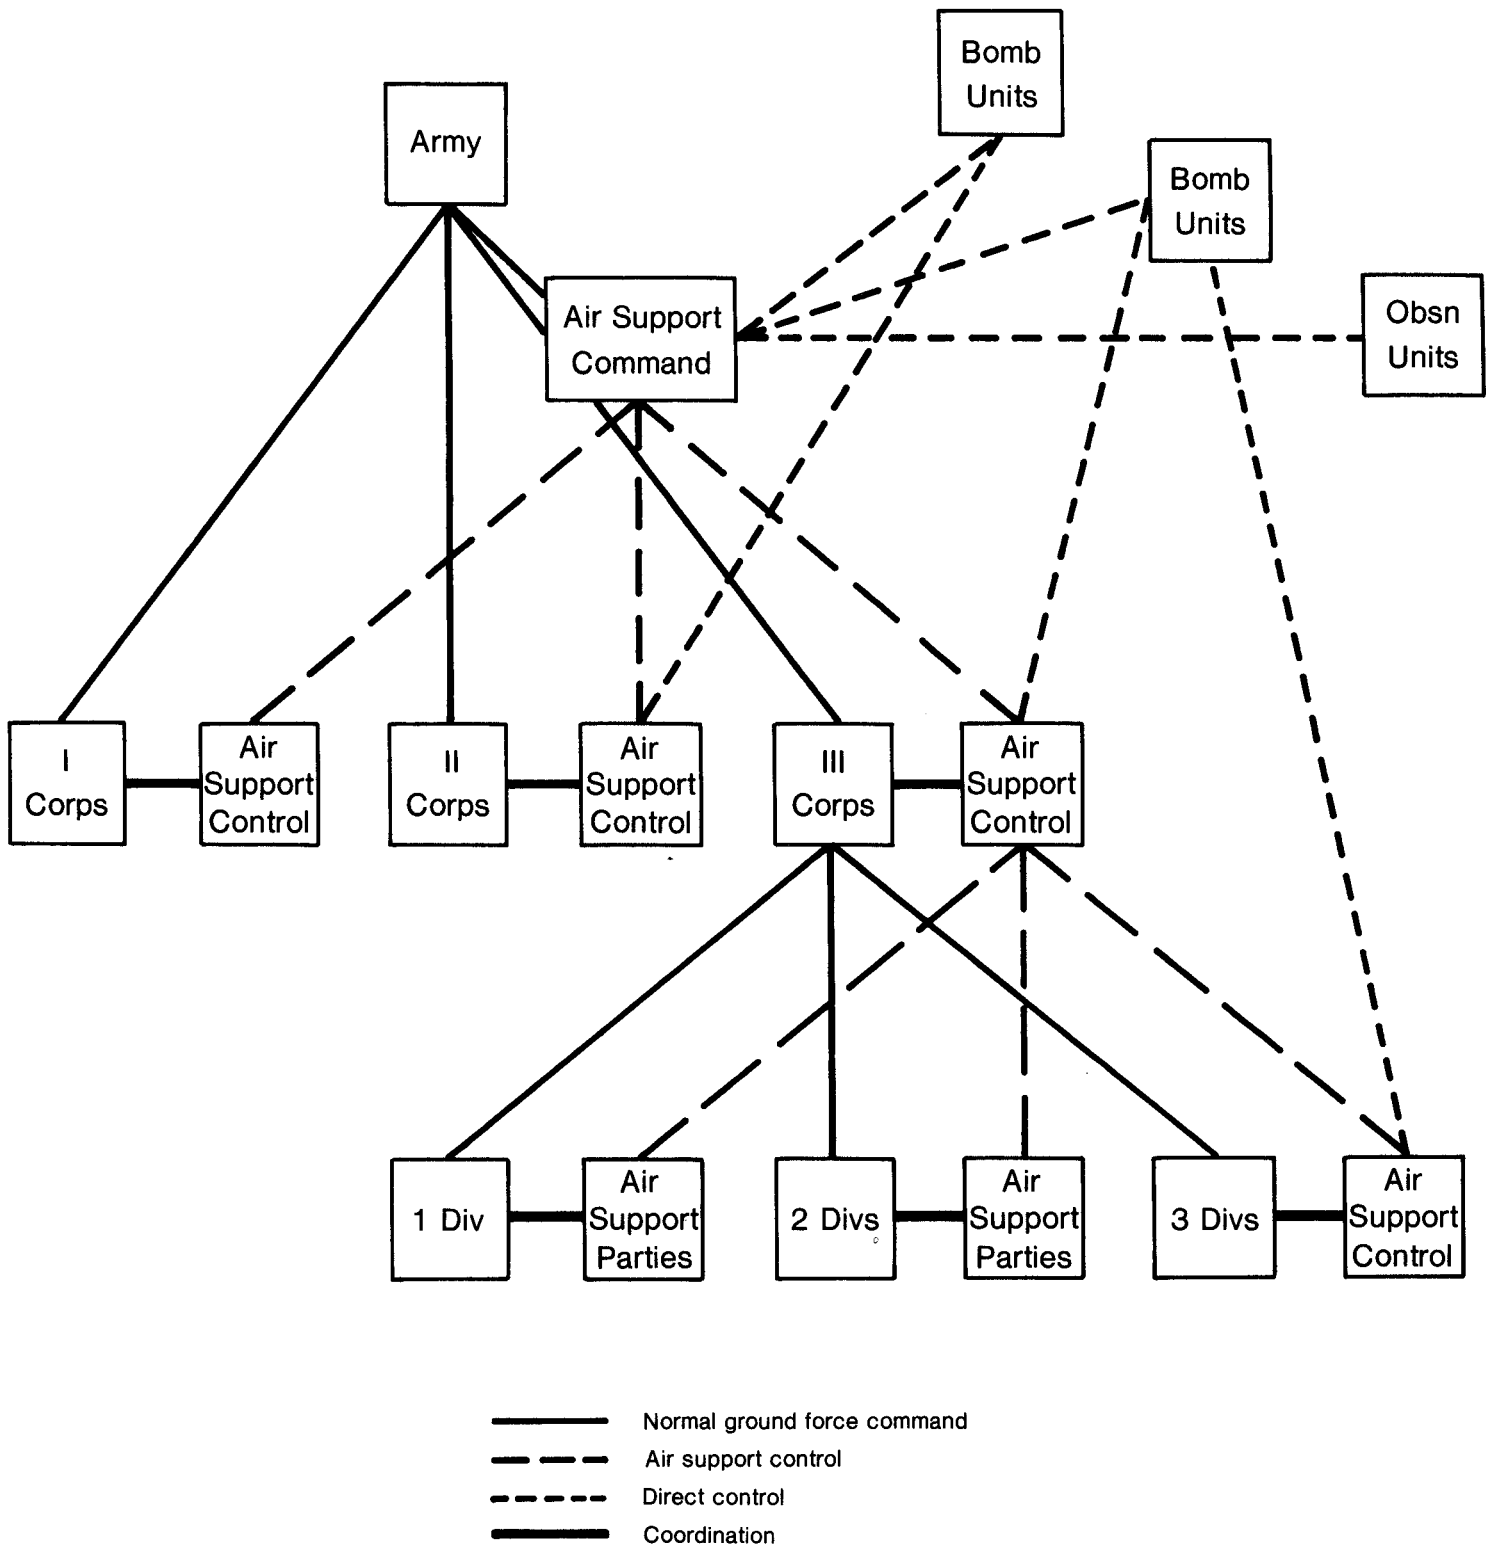 Bomb
Units
Army
Bomb
Units
Air Support
Command
Obsn
Units
I
Corps
Air
Support
Control
II
Corps
Air
Support
Control
III
Corps
Air
Support
Control
1 Div
Air
Support
Parties
2 Divs
Air
Support
Parties
3 Divs
Air
Support
Control
Normal ground force command
Air support control
Direct control
Coordination